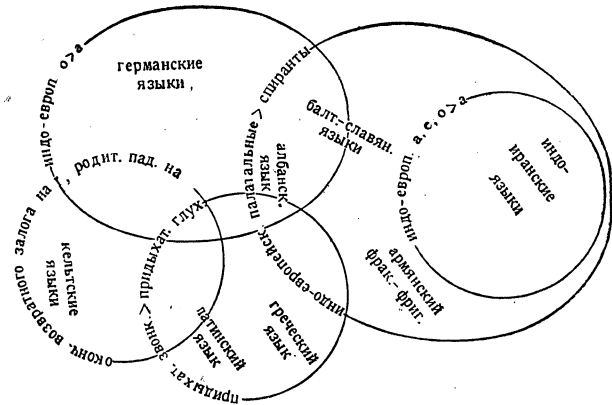 индо-европ о>а
германские
языки,
индо-европейск. палатальные> спиранты
балт.-славян.
языки
албанск.
язык
индо-европ. а, е, о>а
индо-
иранские
языки
армянский
фрак.-фриг.
оконч. возвратного залога на -r, родит. пад. на
кельтские
языки
придыхат. звонк.>придыхат. глух.
латинский
язык
греческий
язык